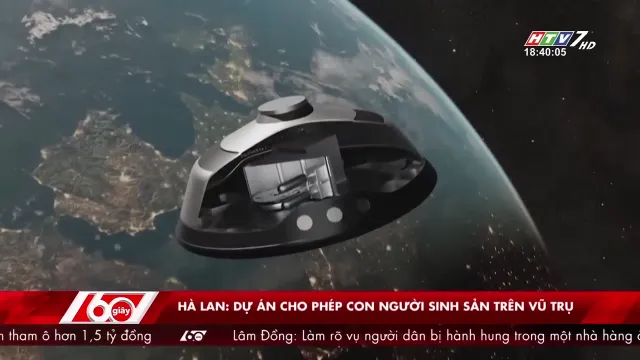 HTV7 HD
18:40:05
60 giây
HÀ LAN: DỰ ÁN CHO PHÉP CON NGƯỜI SINH SẢN TRÊN VŨ TRỤ
n tham ô hơn 1,5 tỷ đồng 60 Lâm Đồng: Làm rõ vụ người dân bị hành hung trong một nhà hàng